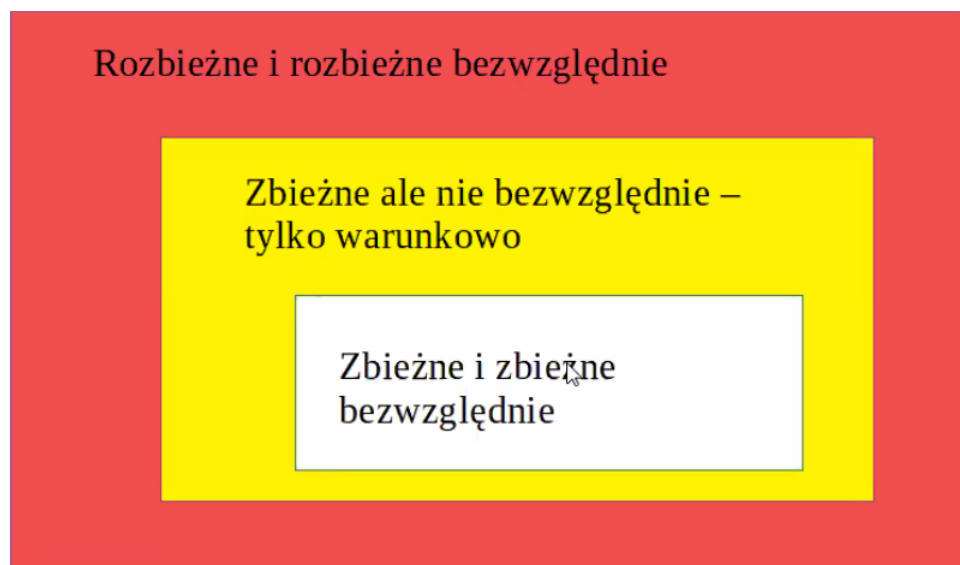 Rozbieżne i rozbieżne bezwzględnie
Zbieżne ale nie bezwzględnie –
tylko warunkowo
Zbieżne i zbieżne
bezwzględnie